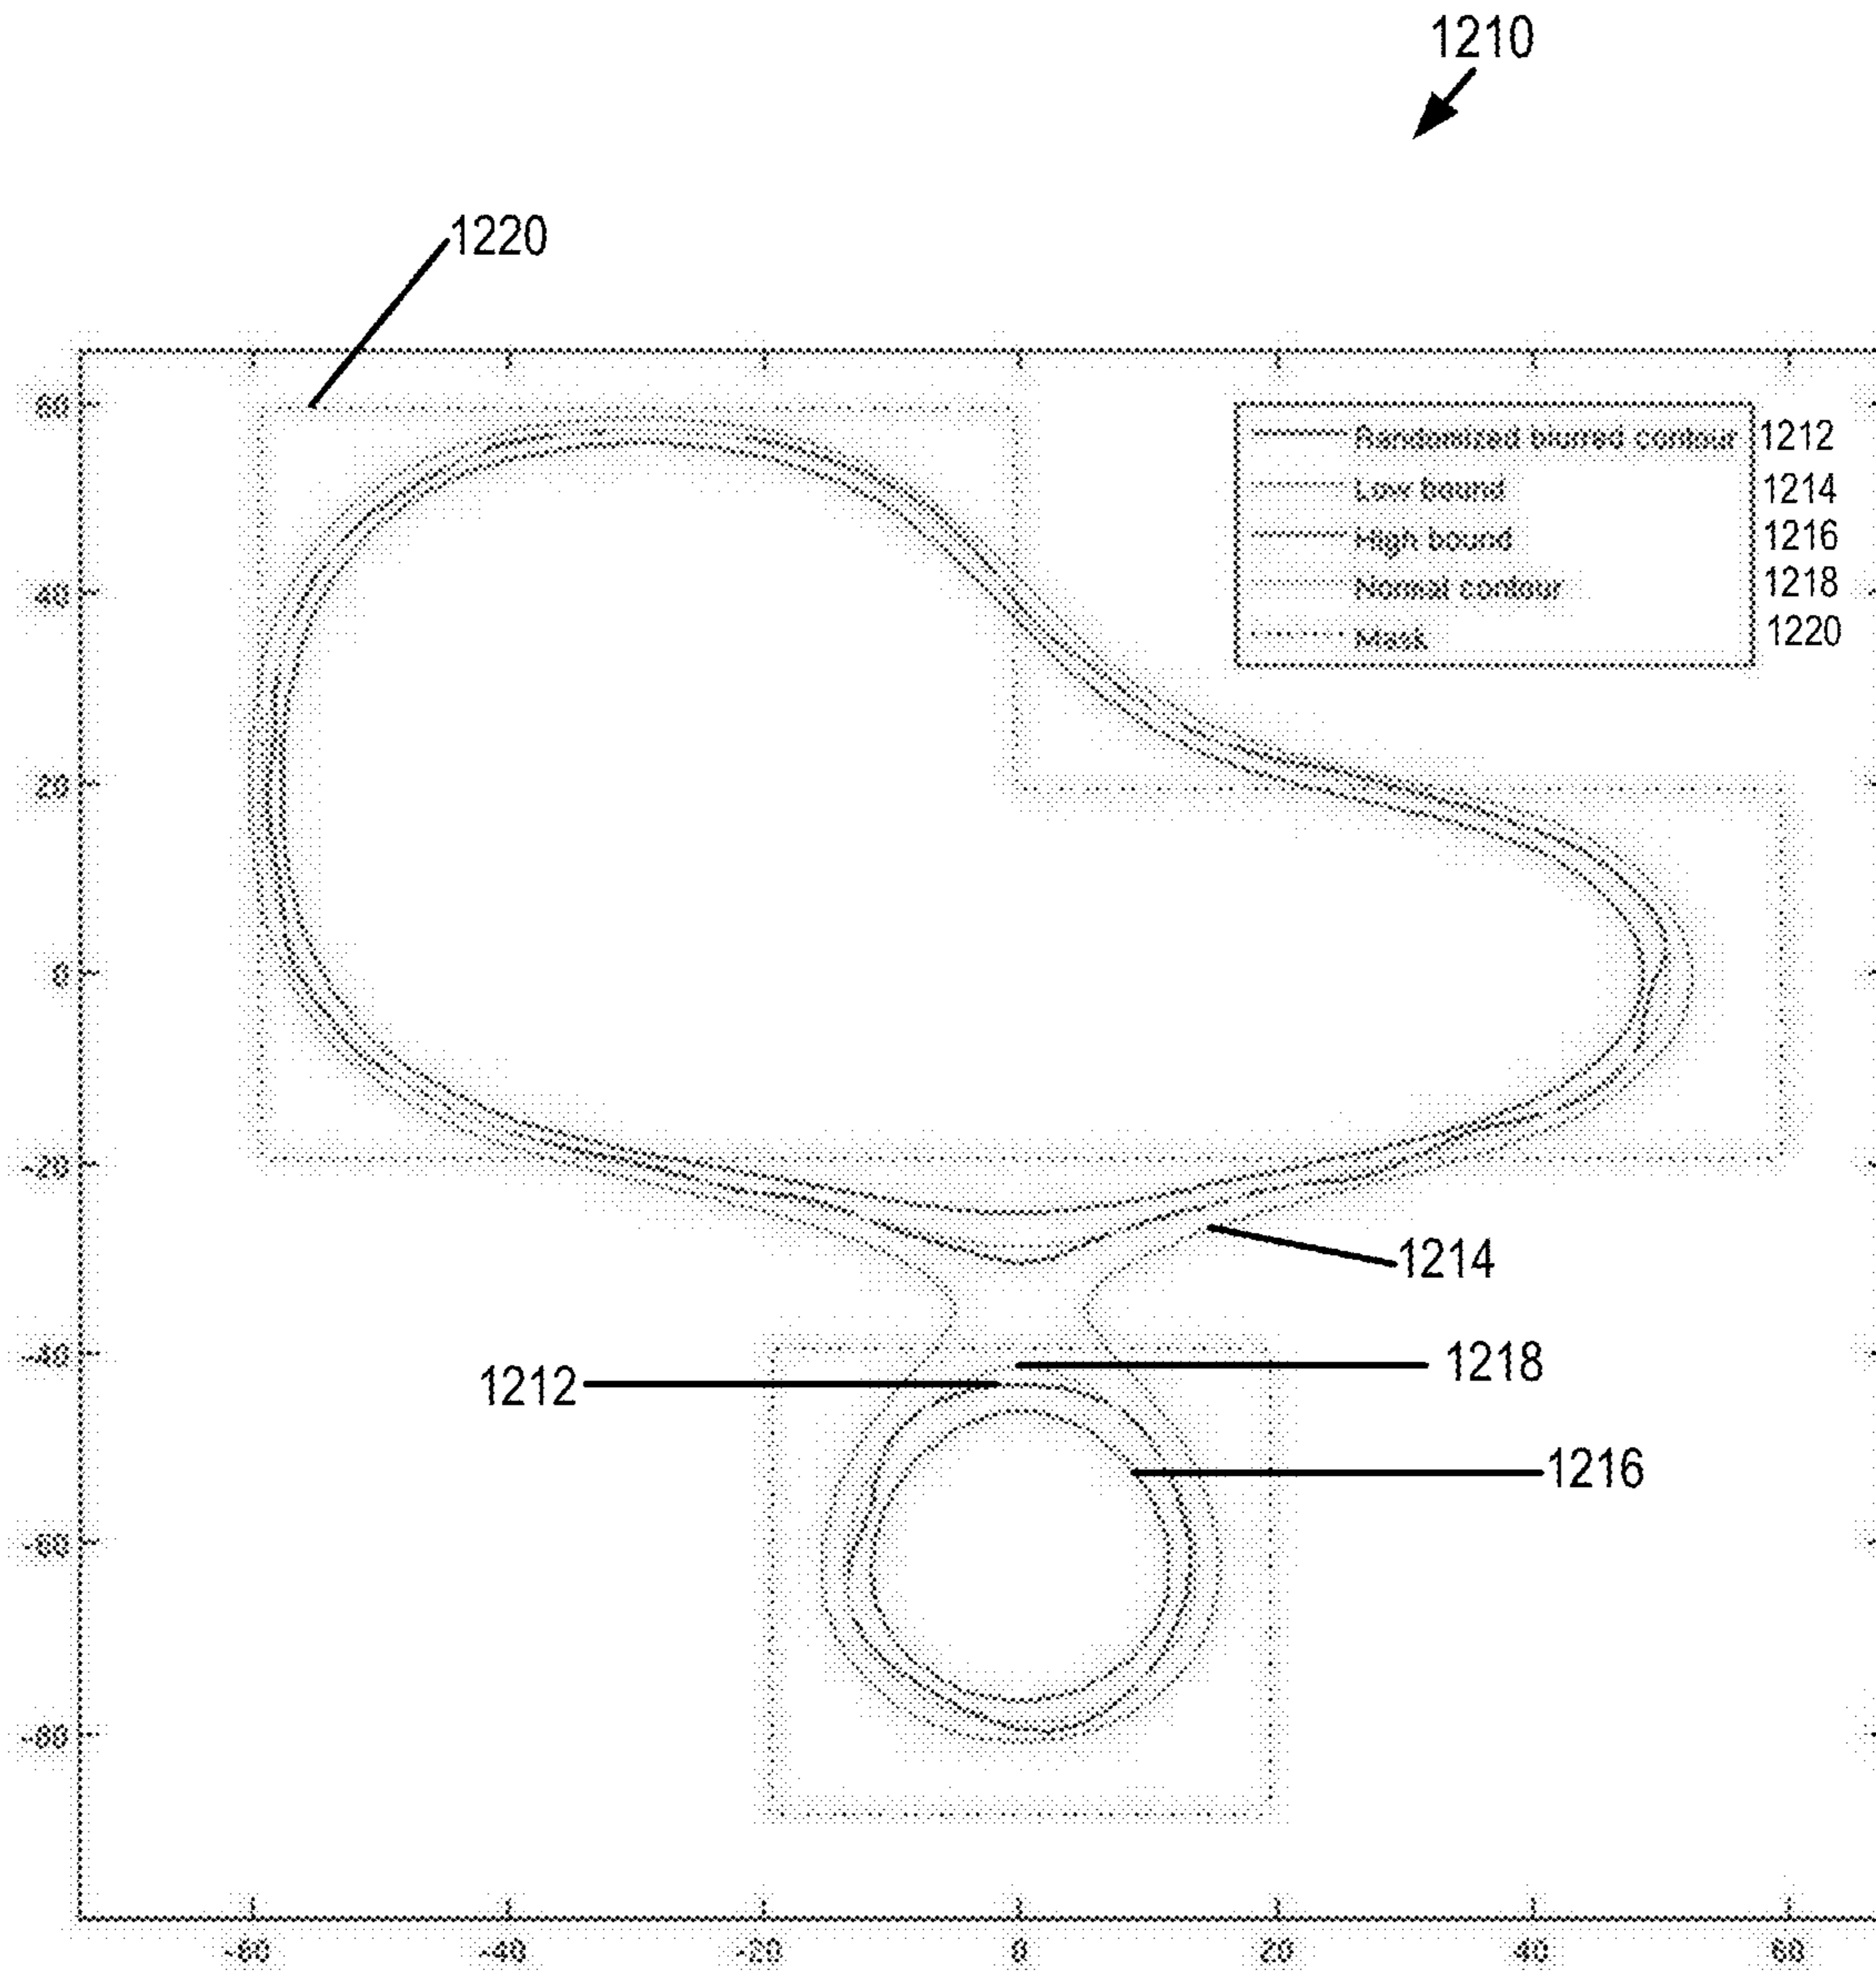 1210
1220
Randomized blurred contour 1212
Low bound 1214
High bound 1216
Normal contour 1218
Mask 1220
60
40
20
0
-20
-40
-60
-80
1214
1218
1212
1216
-60 -40 -20 0 20 40 60